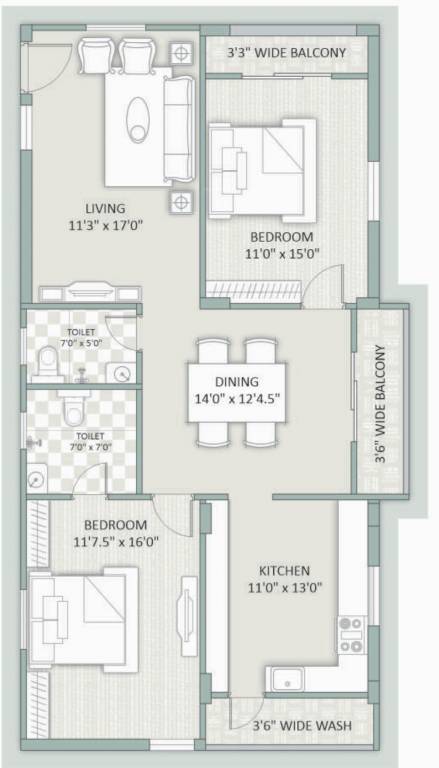 3'3" WIDE BALCONY
LIVING
11'3" x 17'0"
BEDROOM
11'0" x 15'0"
TOILET
7'0" x 5'0"
DINING
14'0" x 12'4.5"
3'6" WIDE BALCONY
TOILET
7'0" x 7'0"
BEDROOM
11'7.5" x 16'0"
KITCHEN
11'0" x 13'0"
3'6" WIDE WASH